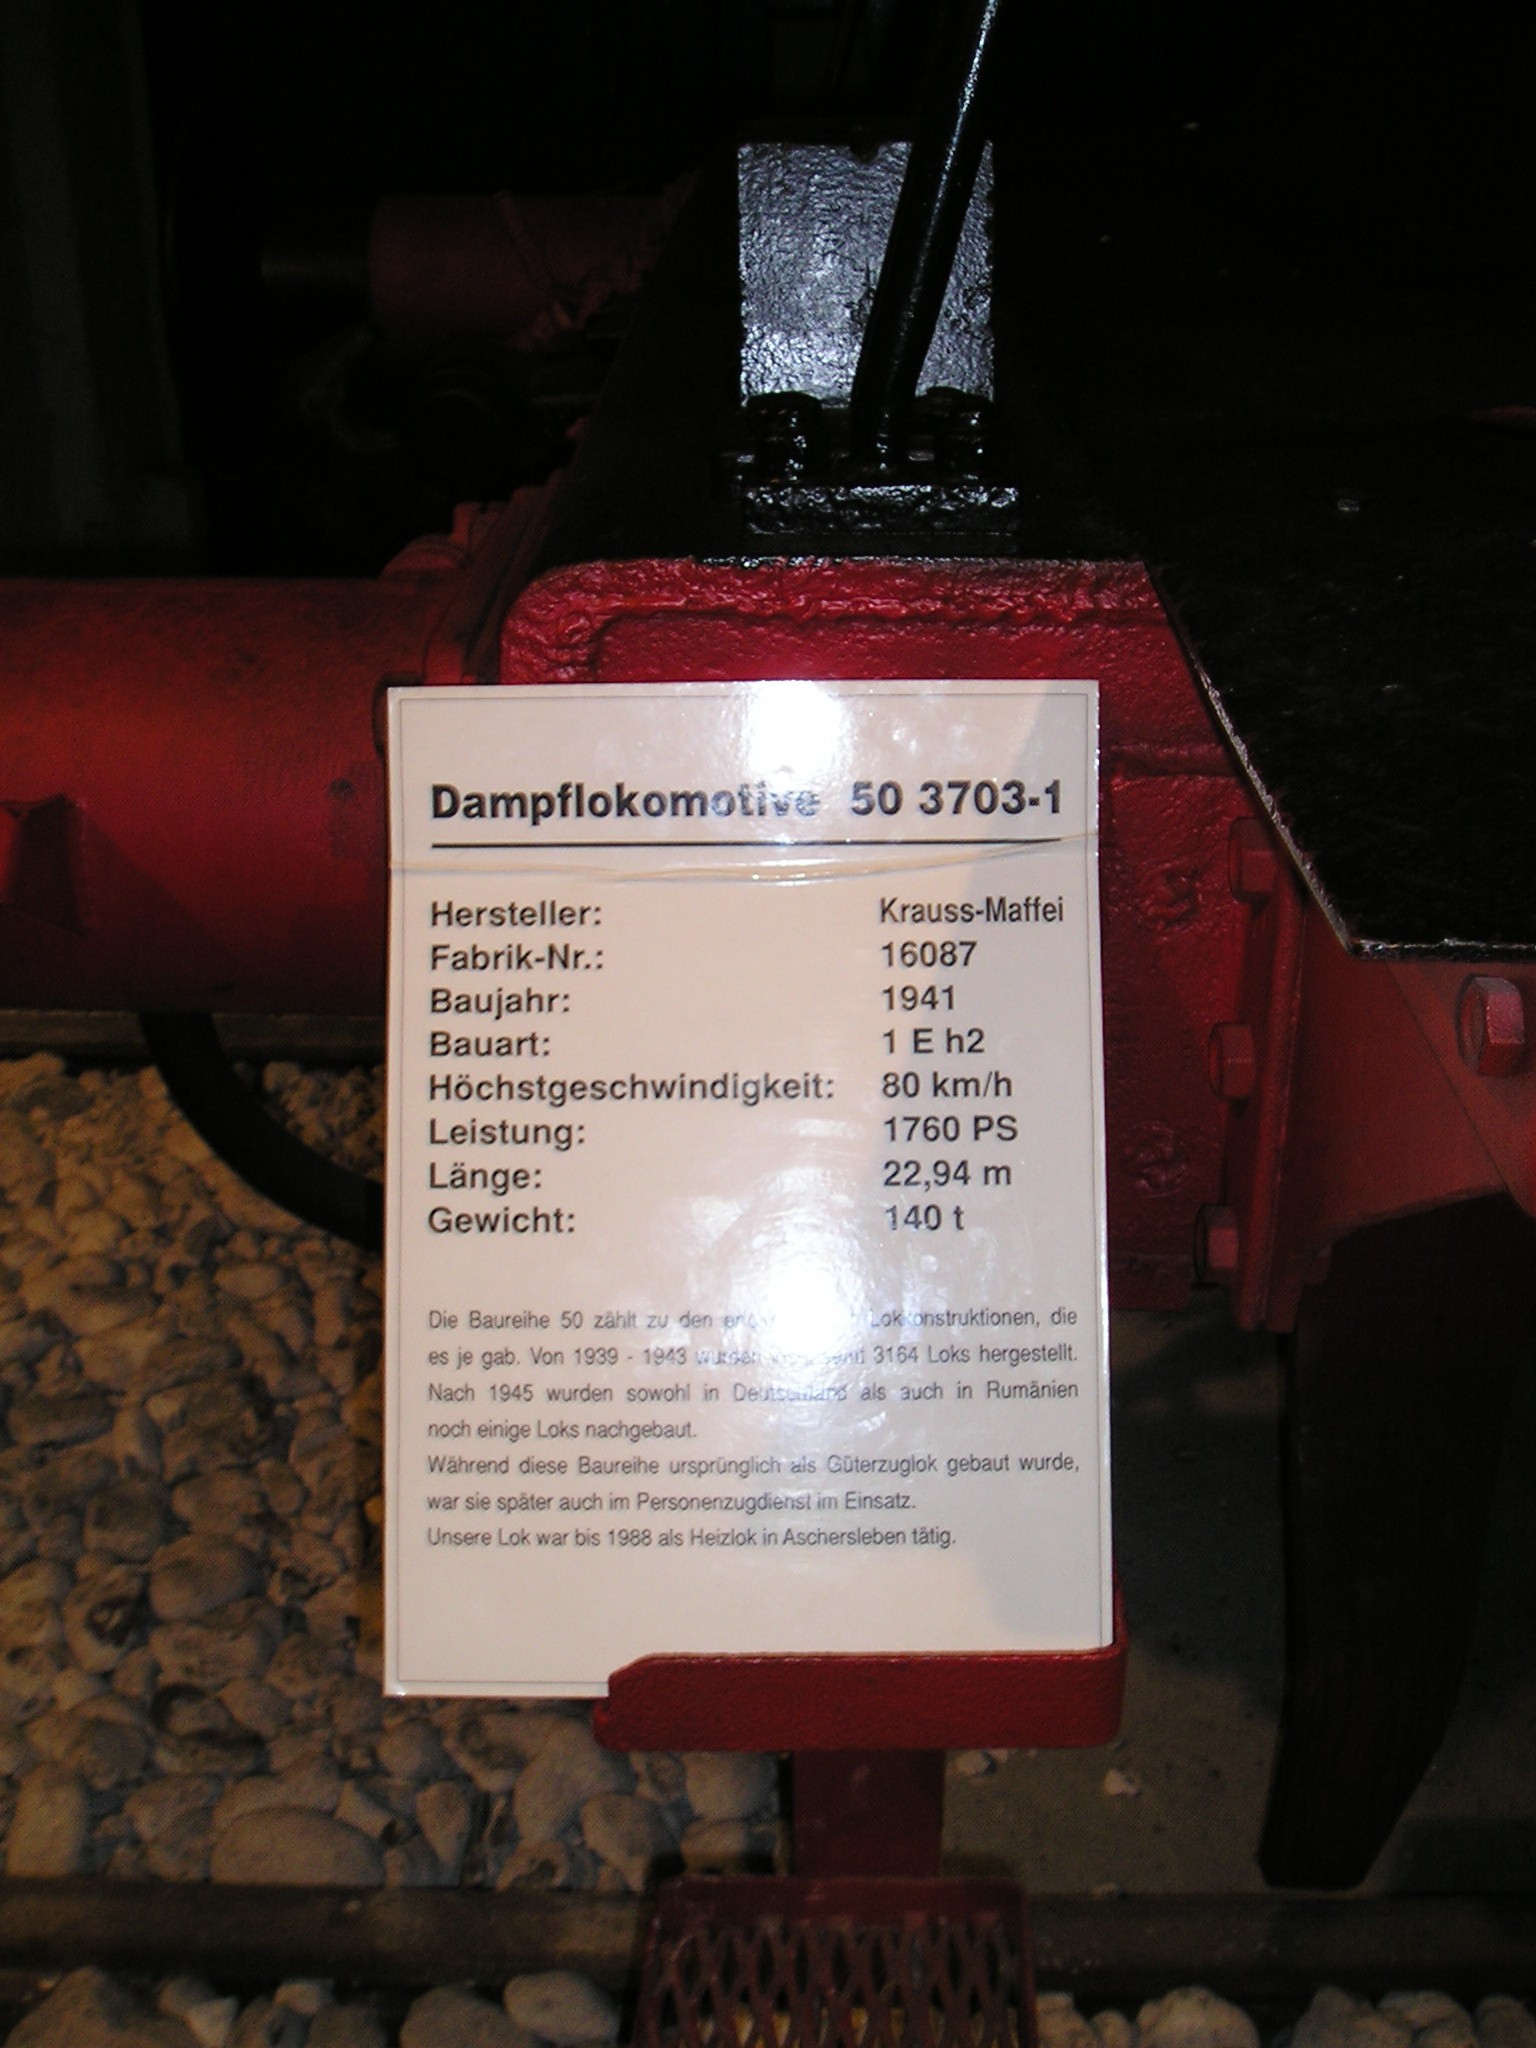 Dampflokomotive 50 3703-1
Hersteller: Krauss-Maffei
Fabrik-Nr.: 16087
Baujahr: 1941
Bauart: 1 E h2
Höchstgeschwindigkeit: 80 km/h
Leistung: 1760 PS
Länge: 22,94 m
Gewicht: 140 t
Die Baureihe 50 zählt zu den Lokkonstruktionen, die
es je gab. Von 1939 - 1943 wurden 3164 Loks hergestellt.
Nach 1945 wurden sowohl in Deutschland als auch in Rumänien
noch einige Loks nachgebaut.
Während diese Baureihe ursprünglich als Güterzuglok gebaut wurde,
war sie später auch im Personenzugdienst im Einsatz.
Unsere Lok war bis 1988 als Heizlok in Aschersleben tätig.